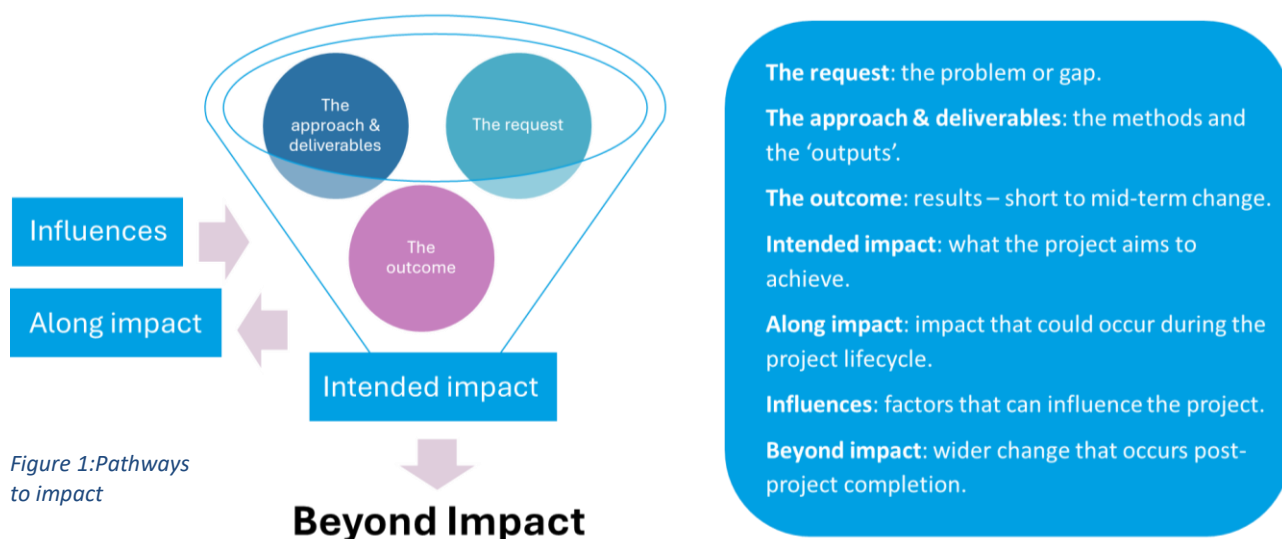 The
approach &
deliverables
The request
The
outcome
Influences
Along impact
Intended impact
Beyond Impact
Figure 1:Pathways
to impact
The request: the problem or gap.
The approach & deliverables: the methods and
the ‘outputs’.
The outcome: results – short to mid-term change.
Intended impact: what the project aims to
achieve.
Along impact: impact that could occur during the
project lifecycle.
Influences: factors that can influence the project.
Beyond impact: wider change that occurs post-
project completion.